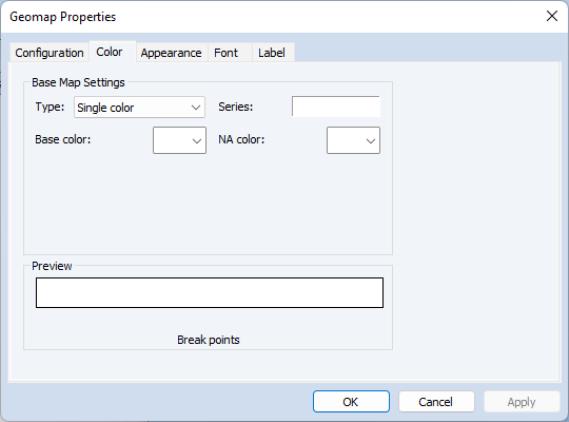 Geomap Properties
Configuration Color Appearance Font Label
Base Map Settings
Type: Single color Series:
Base color: NA color:
Preview
Break points
OK Cancel Apply